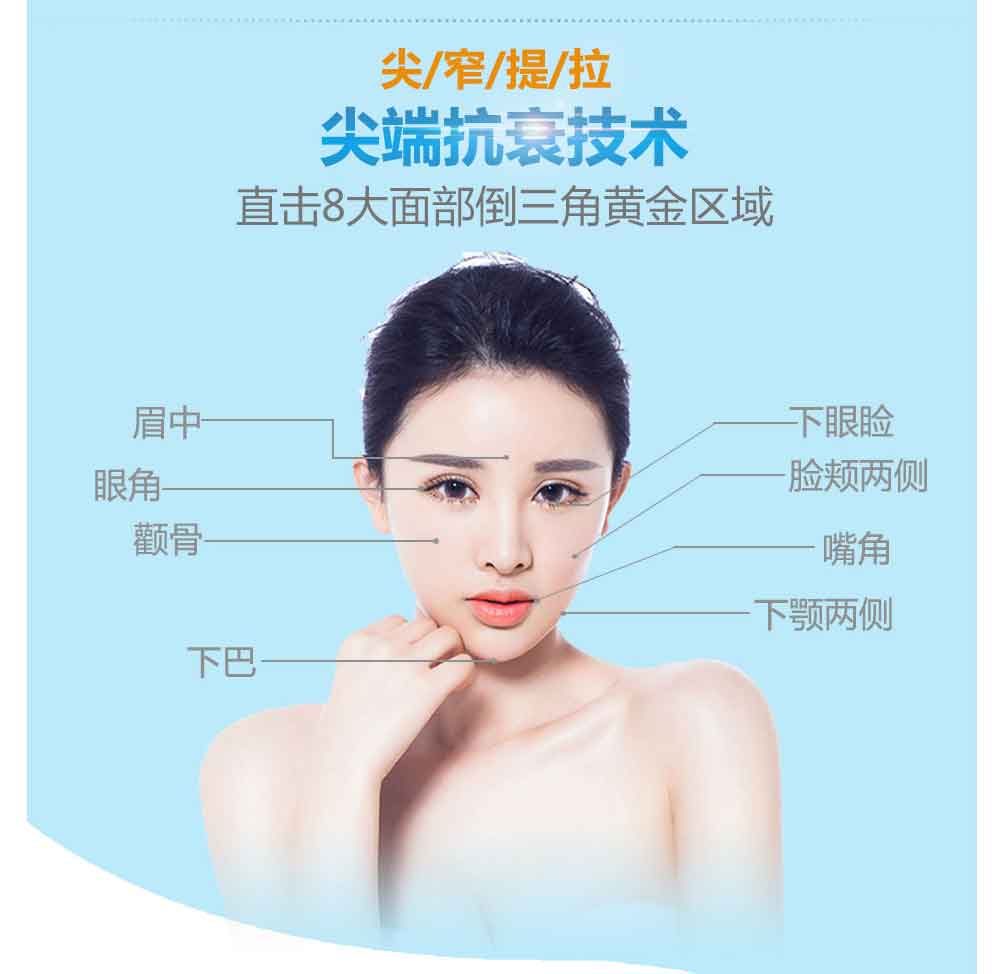 尖/窄/提/拉
尖端抗衰技术
直击8大面部倒三角黄金区域
眉中
眼角
颧骨
下巴
下眼睑
脸颊两侧
嘴角
下颚两侧